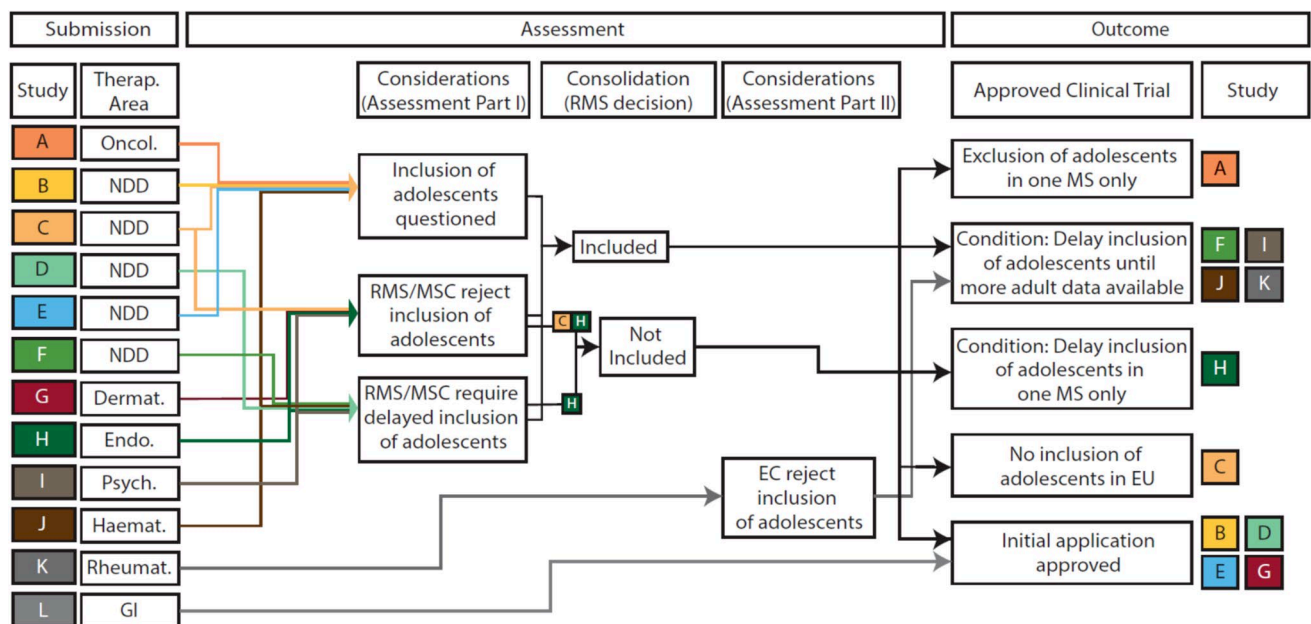 Submission
Assessment
Outcome
Study
Therap.
Area
Considerations
(Assessment Part I)
Consolidation
(RMS decision)
Considerations
(Assessment Part II)
Approved Clinical Trial
Study
A Oncol.
B NDD
C NDD
D NDD
E NDD
F NDD
G Dermat.
H Endo.
I Psych.
J Haemat.
K Rheumat.
L GI
Inclusion of
adolescents
questioned
RMS/MSC reject
inclusion of
adolescents
RMS/MSC require
delayed inclusion
of adolescents
C H
H
Included
Not
Included
EC reject
inclusion
of adolescents
Exclusion of adolescents
in one MS only
A
Condition: Delay inclusion
of adolescents until
more adult data available
F I
J K
Condition: Delay inclusion
of adolescents in
one MS only
H
No inclusion of
adolescents in EU
C
Initial application
approved
B D
E G